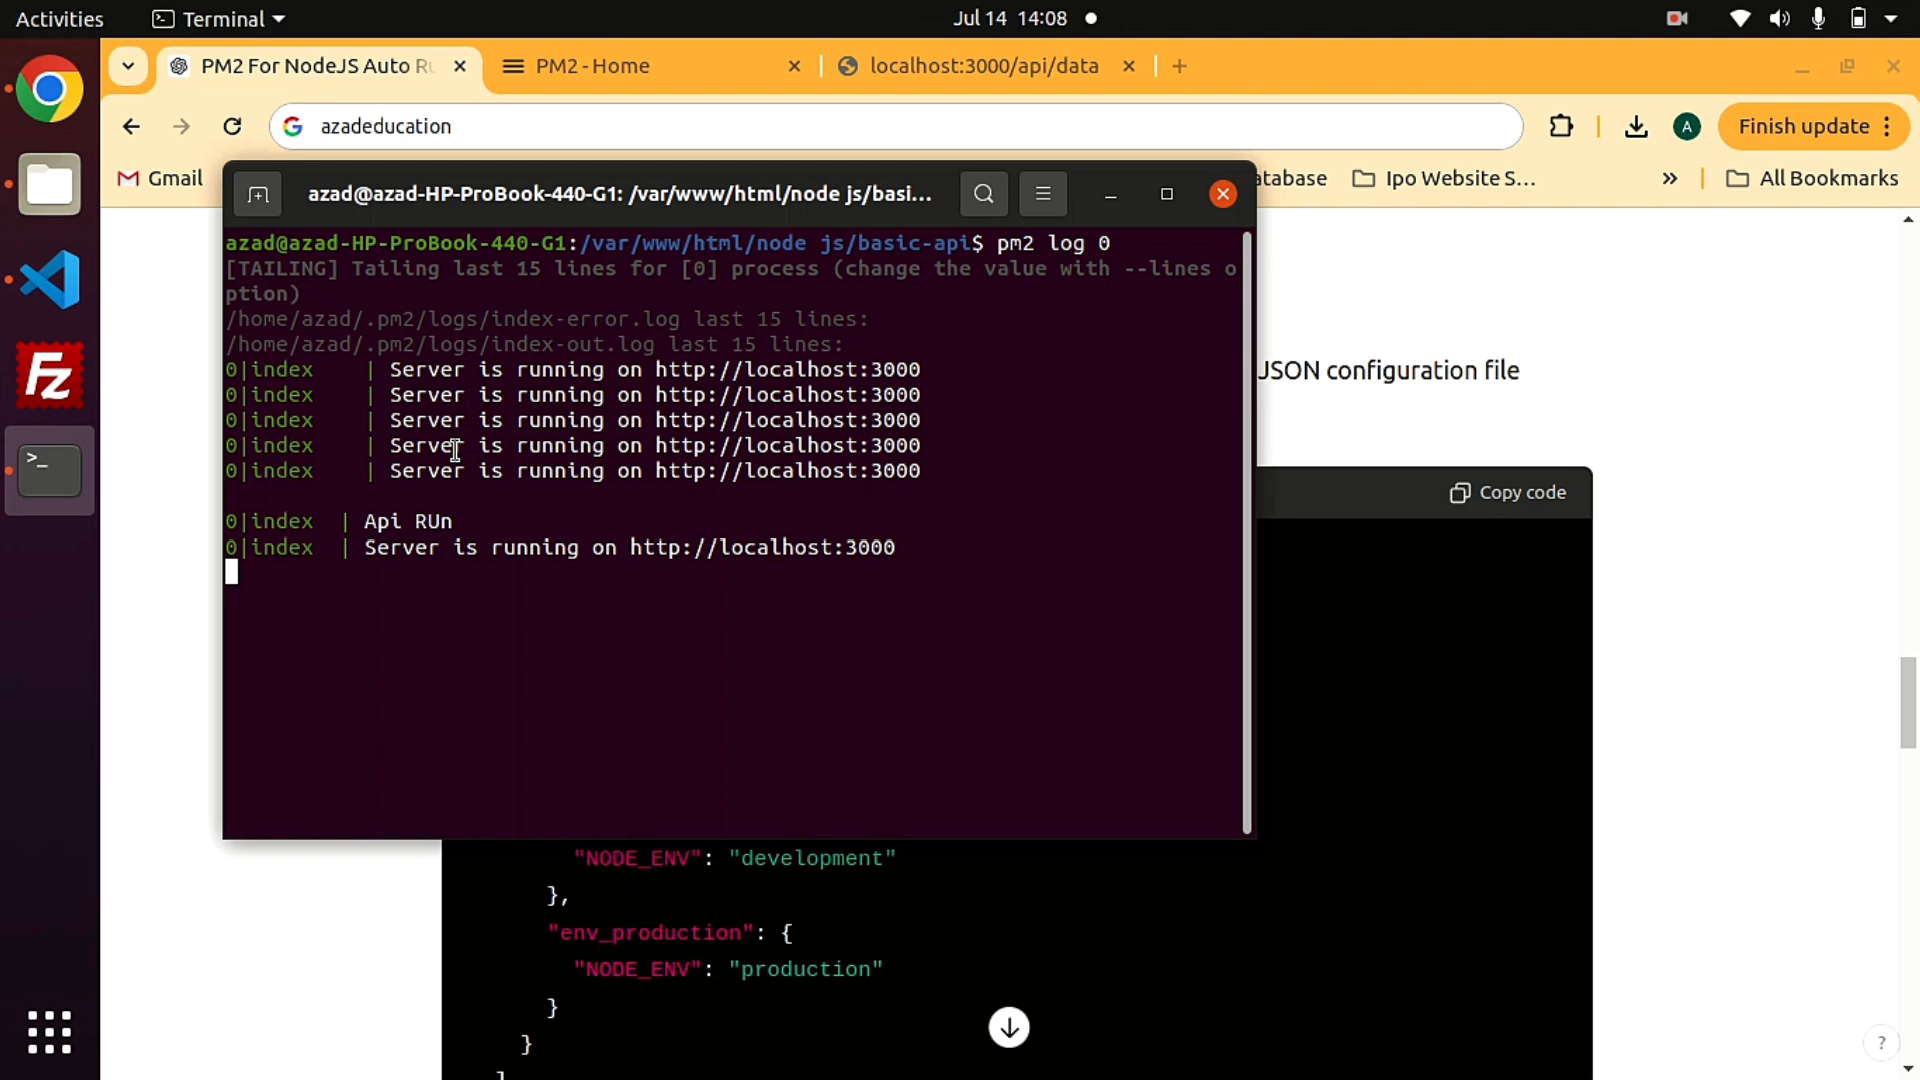 Activities
Terminal
Jul 14 14:08
PM2 For NodeJS Auto Ru
PM2 - Home
localhost:3000/api/data
azadeducation
A
Finish update
Gmail
atabase
Ipo Website S...
All Bookmarks
azad@azad-HP-ProBook-440-G1: /var/www/html/node js/basi...
azad@azad-HP-ProBook-440-G1:/var/www/html/node js/basic-api$ pm2 log 0
[TAILING] Tailing last 15 lines for [0] process (change the value with --lines o
ption)
/home/azad/.pm2/logs/index-error.log last 15 lines:
/home/azad/.pm2/logs/index-out.log last 15 lines:
0|index    | Server is running on http://localhost:3000
0|index    | Server is running on http://localhost:3000
0|index    | Server is running on http://localhost:3000
0|index    | Server is running on http://localhost:3000
0|index    | Server is running on http://localhost:3000
0|index  | Api RUn
0|index  | Server is running on http://localhost:3000
JSON configuration file
Copy code
"NODE_ENV": "development"
},
"env_production": {
"NODE_ENV": "production"
}
}
?